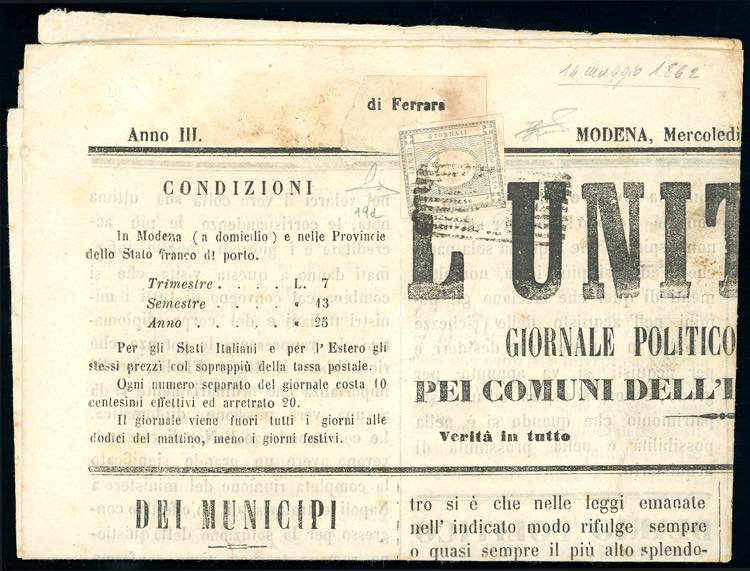 14 maggio 1862
di Ferrara
Anno III.
MODENA, Mercoledi
GIORNALI
19d
CONDIZIONI
In Modena (a domicilio) e nelle Provincie
dello Stato franco di porto.
Trimestre . . . . L. 7
Semestre . . . . « 13
Anno . . . . . « 25
Per gli Stati Italiani e per l'Estero gli
stessi prezzi col soprappiù della tassa postale.
Ogni numero separato del giornale costa 10
centesini effettivi ed arretrato 20.
Il giornale viene fuori tutti i giorni alle
dodici del mattino, meno i giorni festivi.
L'UNIT
GIORNALE POLITICO
PEI COMUNI DELL'I
Verità in tutto
DEI MUNICIPI
tro si è che nelle leggi emanate
nell' indicato modo rifulge sempre
o quasi sempre il più alto splendo-